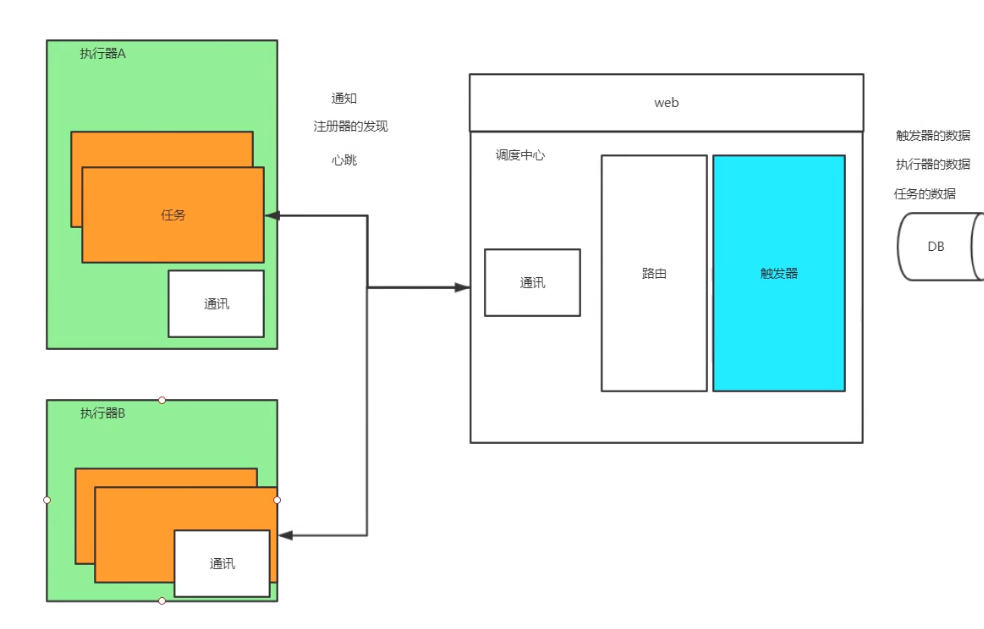 执行器A
任务
通讯
通知
注册器的发现
心跳
web
调度中心
通讯
路由
触发器
触发器的数据
执行器的数据
任务的数据
DB
执行器B
通讯